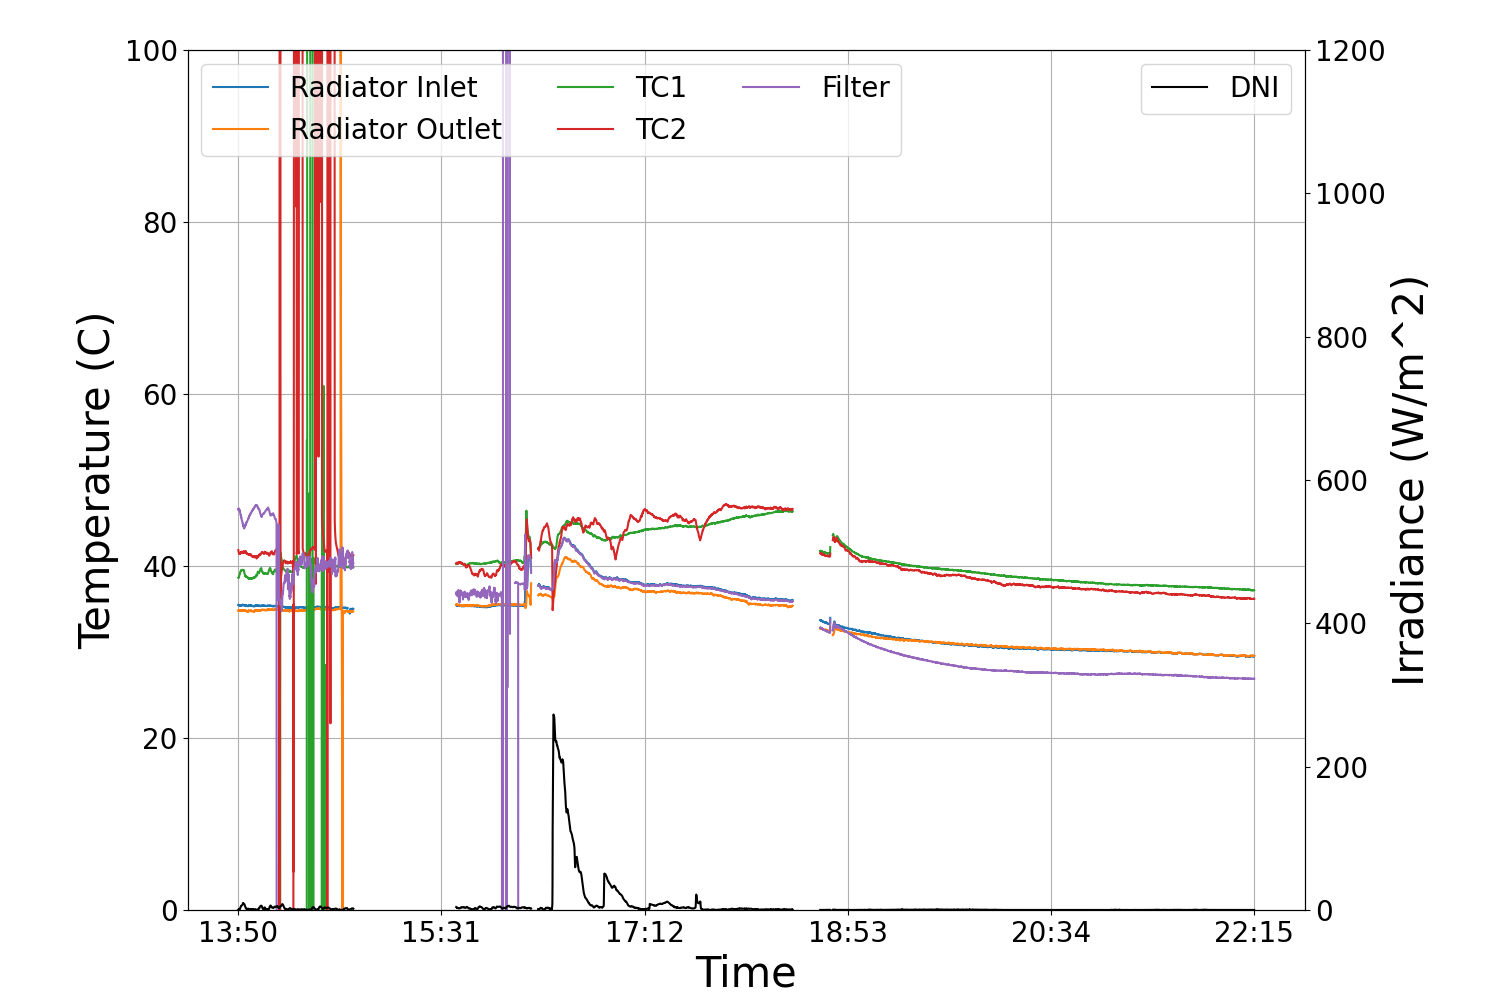 Radiator Inlet
Radiator Outlet
TC1
TC2
Filter
DNI
Temperature (C)
100
80
60
40
20
0
Irradiance (W/m^2)
1200
1000
800
600
400
200
0
13:50 15:31 17:12 18:53 20:34 22:15
Time